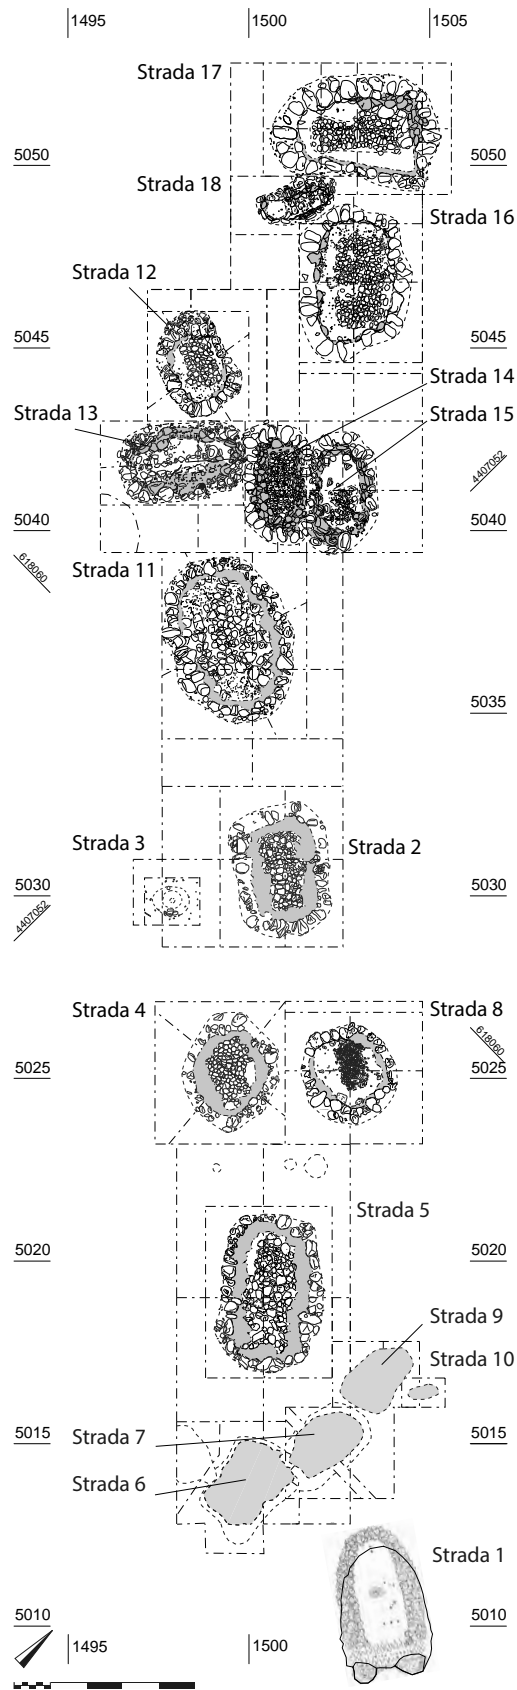 1495 1500 1505
Strada 17
5050 5050
Strada 18
Strada 16
Strada 12
5045 5045
Strada 14
Strada 13
Strada 15
4407052
5040 5040
618060
Strada 11
5035
Strada 3
Strada 2
5030 5030
4407052
Strada 4 Strada 8
618060
5025 5025
Strada 5
5020 5020
Strada 9
Strada 10
5015 5015
Strada 7
Strada 6
Strada 1
5010 5010
1495 1500